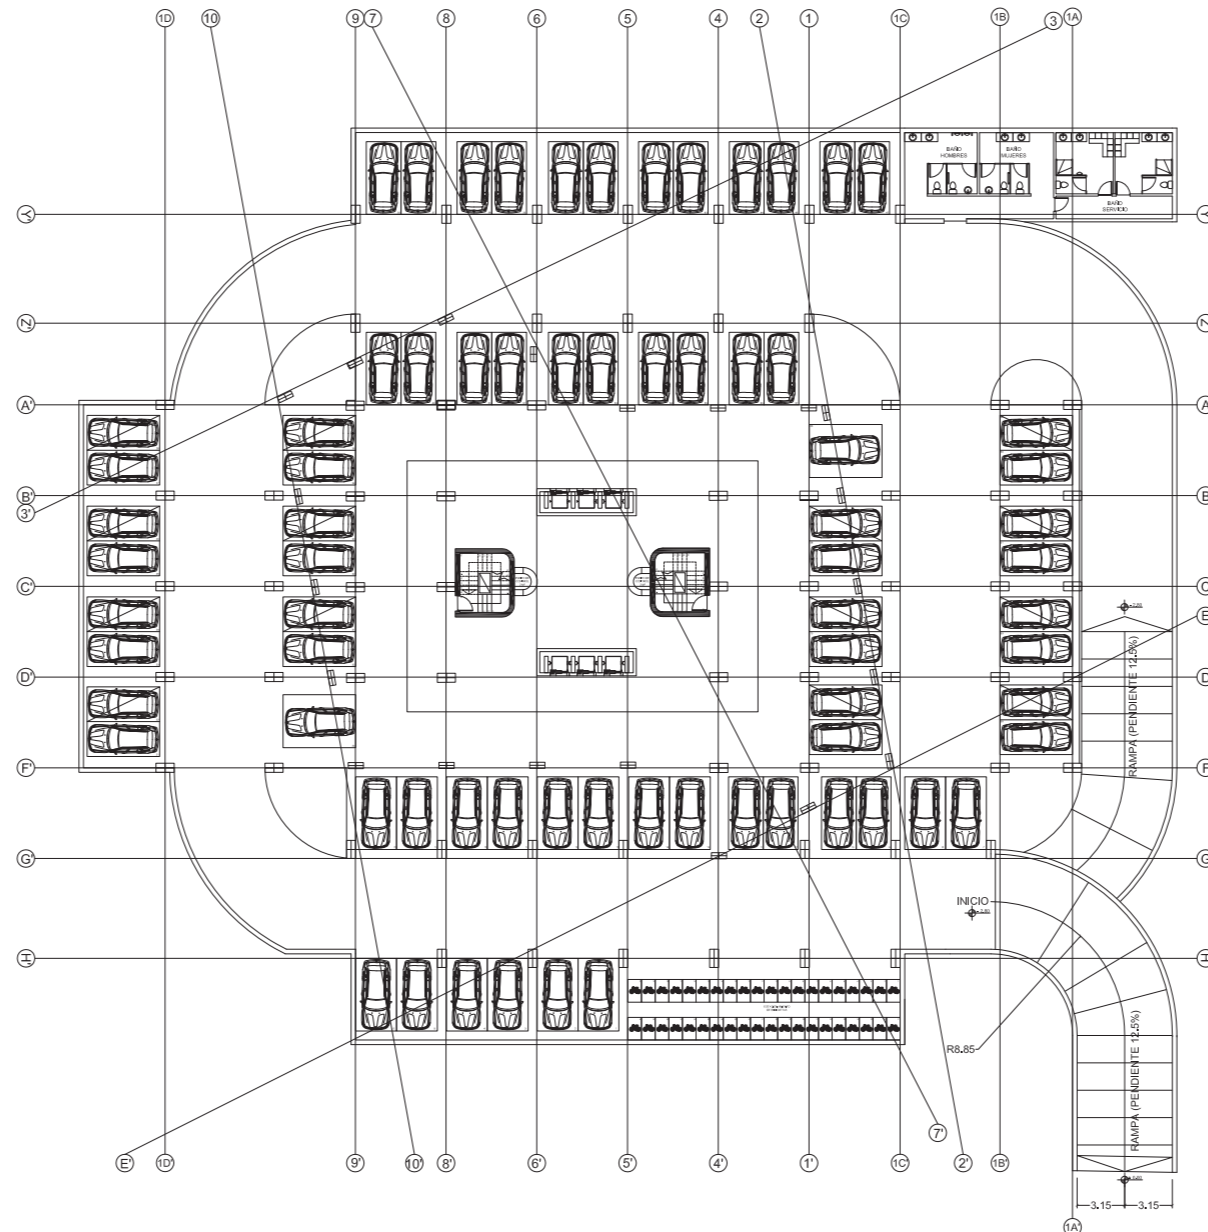 1D
10
9
7
8
6
5
4
2
1
1C
1B
1A
3
BAÑO
HOMBRES
BAÑO
MUJERES
BAÑO
SERVICIO
Y
Y
Z
Z
A'
A
B'
B
3'
C'
C
E
D'
D
RAMPA (PENDIENTE 12.5%)
F'
F
G'
G
INICIO
H
H
R8.85
RAMPA (PENDIENTE 12.5%)
7'
E'
1D'
9'
10'
8'
6'
5'
4'
1'
1C'
2'
1B'
3.15
3.15
1A'